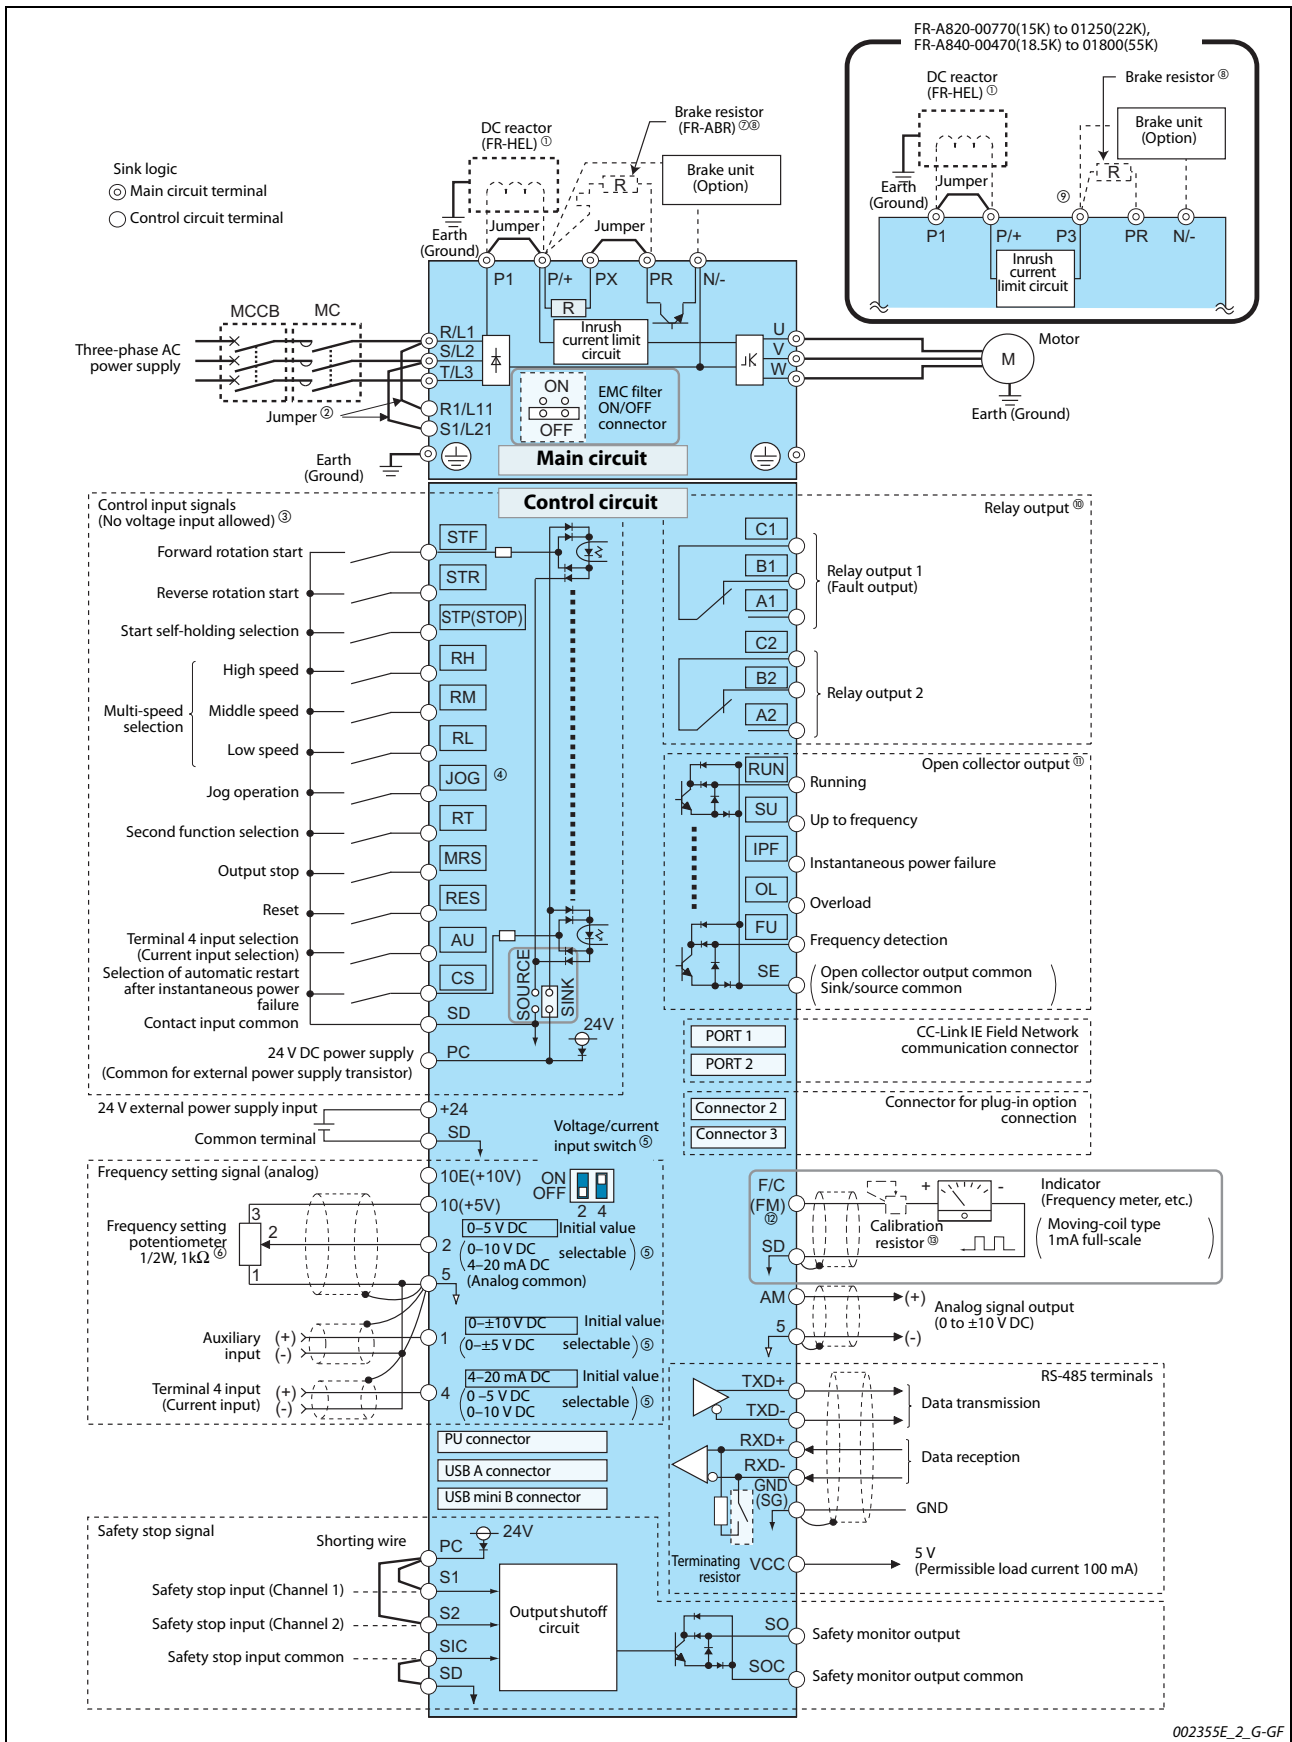 FR-A820-00770(15K) to 01250(22K),
FR-A840-00470(18.5K) to 01800(55K)
DC reactor
(FR-HEL) ①
Brake resistor ⑧
Brake unit
(Option)
R
Earth
(Ground)
Jumper
⑨
P1
P/+
P3
PR
N/-
Inrush
current
limit circuit
Sink logic
Main circuit terminal
Control circuit terminal
DC reactor
(FR-HEL) ①
Brake resistor
(FR-ABR) ⑦⑧
Brake unit
(Option)
R
Earth
(Ground)
Jumper
Jumper
P1
P/+
PX
PR
N/-
R
Inrush
current limit
circuit
MCCB
MC
Three-phase AC
power supply
R/L1
S/L2
T/L3
R1/L11
S1/L21
Jumper ②
Earth
(Ground)
ON
OFF
EMC filter
ON/OFF
connector
Main circuit
U
V
W
Motor
M
Earth (Ground)
Control circuit
Control input signals
(No voltage input allowed) ③
Forward rotation start
STF
Reverse rotation start
STR
Start self-holding selection
STP(STOP)
Multi-speed
selection
High speed
RH
Middle speed
RM
Low speed
RL
Jog operation
JOG ④
Second function selection
RT
Output stop
MRS
Reset
RES
Terminal 4 input selection
(Current input selection)
AU
Selection of automatic restart
after instantaneous power
failure
CS
Contact input common
SD
SOURCE
SINK
24V
24 V DC power supply
(Common for external power supply transistor)
PC
Relay output ⑩
C1
B1
A1
Relay output 1
(Fault output)
C2
B2
A2
Relay output 2
Open collector output ⑪
RUN
Running
SU
Up to frequency
IPF
Instantaneous power failure
OL
Overload
FU
Frequency detection
SE
Open collector output common
Sink/source common
PORT 1
PORT 2
CC-Link IE Field Network
communication connector
Connector 2
Connector 3
Connector for plug-in option
connection
24 V external power supply input
+24
Common terminal
SD
Voltage/current
input switch ⑤
ON
OFF
2 4
Frequency setting signal (analog)
10E(+10V)
10(+5V)
Frequency setting
potentiometer
1/2W, 1kΩ ⑥
3
2
1
2
0–5 V DC
Initial value
(0–10 V DC
4–20 mA DC
selectable) ⑤
5
(Analog common)
Auxiliary
input
(+)
(-)
1
0–±10 V DC
Initial value
(0–±5 V DC
selectable) ⑤
Terminal 4 input
(Current input)
(+)
(-)
4
4–20 mA DC
Initial value
(0 –5 V DC
0–10 V DC
selectable) ⑤
F/C
(FM)
⑫
SD
+
-
Calibration
resistor ⑬
Indicator
(Frequency meter, etc.)
(Moving-coil type
1mA full-scale)
AM
5
(+)
(-)
Analog signal output
(0 to ±10 V DC)
RS-485 terminals
TXD+
TXD-
Data transmission
RXD+
RXD-
Data reception
GND
(SG)
GND
Terminating
resistor
VCC
5 V
(Permissible load current 100 mA)
PU connector
USB A connector
USB mini B connector
Safety stop signal
Shorting wire
PC
24V
Safety stop input (Channel 1)
S1
Safety stop input (Channel 2)
S2
Safety stop input common
SIC
SD
Output shutoff
circuit
SO
Safety monitor output
SOC
Safety monitor output common
002355E_2_G-GF